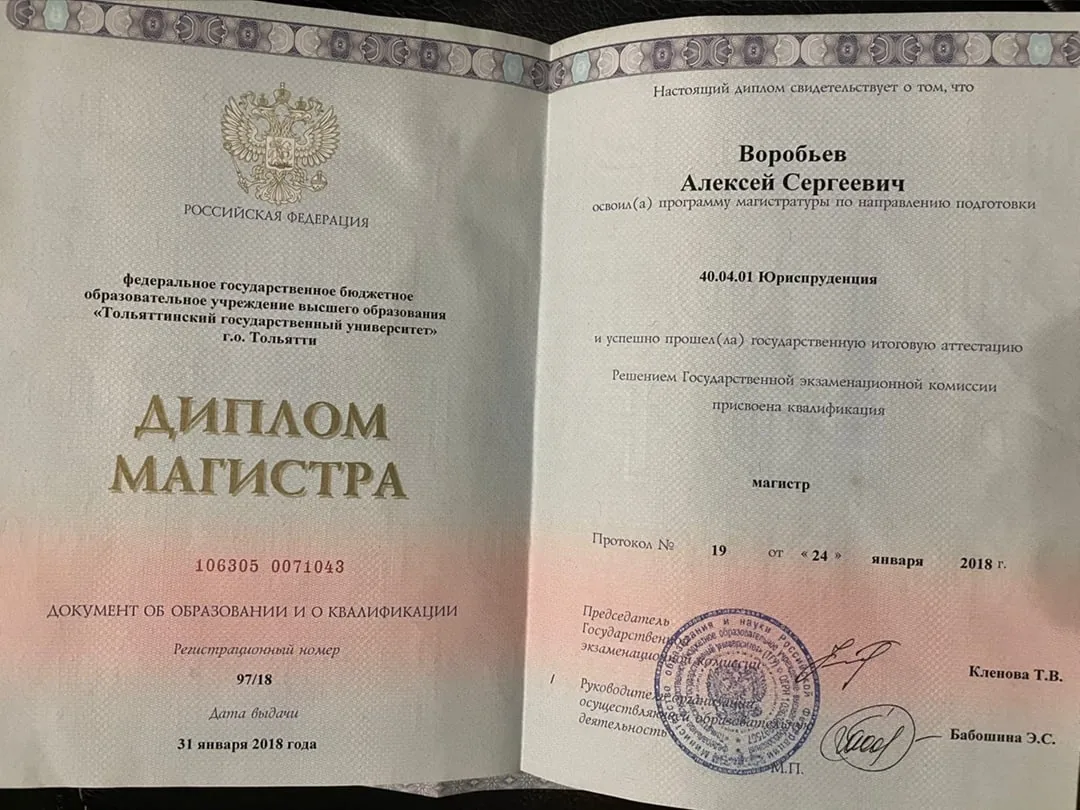 РОССИЙСКАЯ ФЕДЕРАЦИЯ
федеральное государственное бюджетное
образовательное учреждение высшего образования
«Тольяттинский государственный университет»
г.о. Тольятти
ДИПЛОМ
МАГИСТРА
106305 0071043
ДОКУМЕНТ ОБ ОБРАЗОВАНИИ И О КВАЛИФИКАЦИИ
Регистрационный номер
97/18
Дата выдачи
31 января 2018 года
Настоящий диплом свидетельствует о том, что
Воробьев
Алексей Сергеевич
освоил(а) программу магистратуры по направлению подготовки
40.04.01 Юриспруденция
и успешно прошел(ла) государственную итоговую аттестацию
Решением Государственной экзаменационной комиссии
присвоена квалификация
магистр
Протокол № 19 от « 24 » января 2018 г.
Председатель
Государственной
экзаменационной комиссии
Кленова Т.В.
/ Руководитель организации,
осуществляющей образовательную
деятельность
Бабошина Э.С.
М.П.